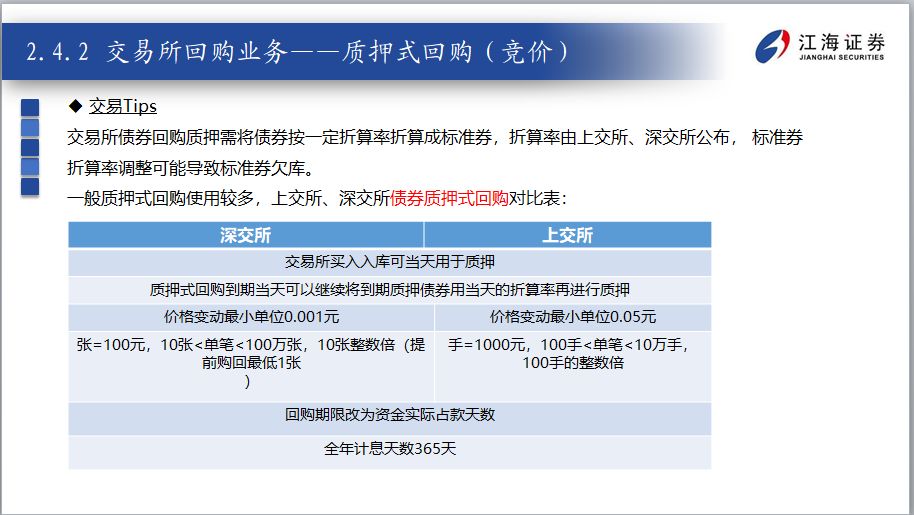 2.4.2 交易所回购业务——质押式回购（竞价）
江海证券
JIANGHAI SECURITIES
◆ 交易Tips
交易所债券回购质押需将债券按一定折算率折算成标准券，折算率由上交所、深交所公布， 标准券
折算率调整可能导致标准券欠库。
一般质押式回购使用较多，上交所、深交所债券质押式回购对比表：
深交所 上交所
交易所买入入库可当天用于质押
质押式回购到期当天可以继续将到期质押债券用当天的折算率再进行质押
价格变动最小单位0.001元 价格变动最小单位0.05元
张=100元，10张<单笔<100万张，10张整数倍（提
前购回最低1张
）
手=1000元，100手<单笔<10万手，
100手的整数倍
回购期限改为资金实际占款天数
全年计息天数365天